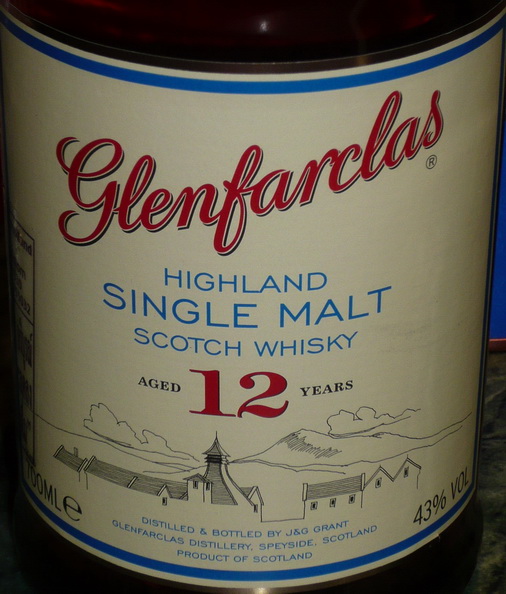 Glenfarclas ®
HIGHLAND
SINGLE MALT
SCOTCH WHISKY
AGED 12 YEARS
700ML ℮
43% VOL
DISTILLED & BOTTLED BY J&G GRANT
GLENFARCLAS DISTILLERY, SPEYSIDE, SCOTLAND
PRODUCT OF SCOTLAND